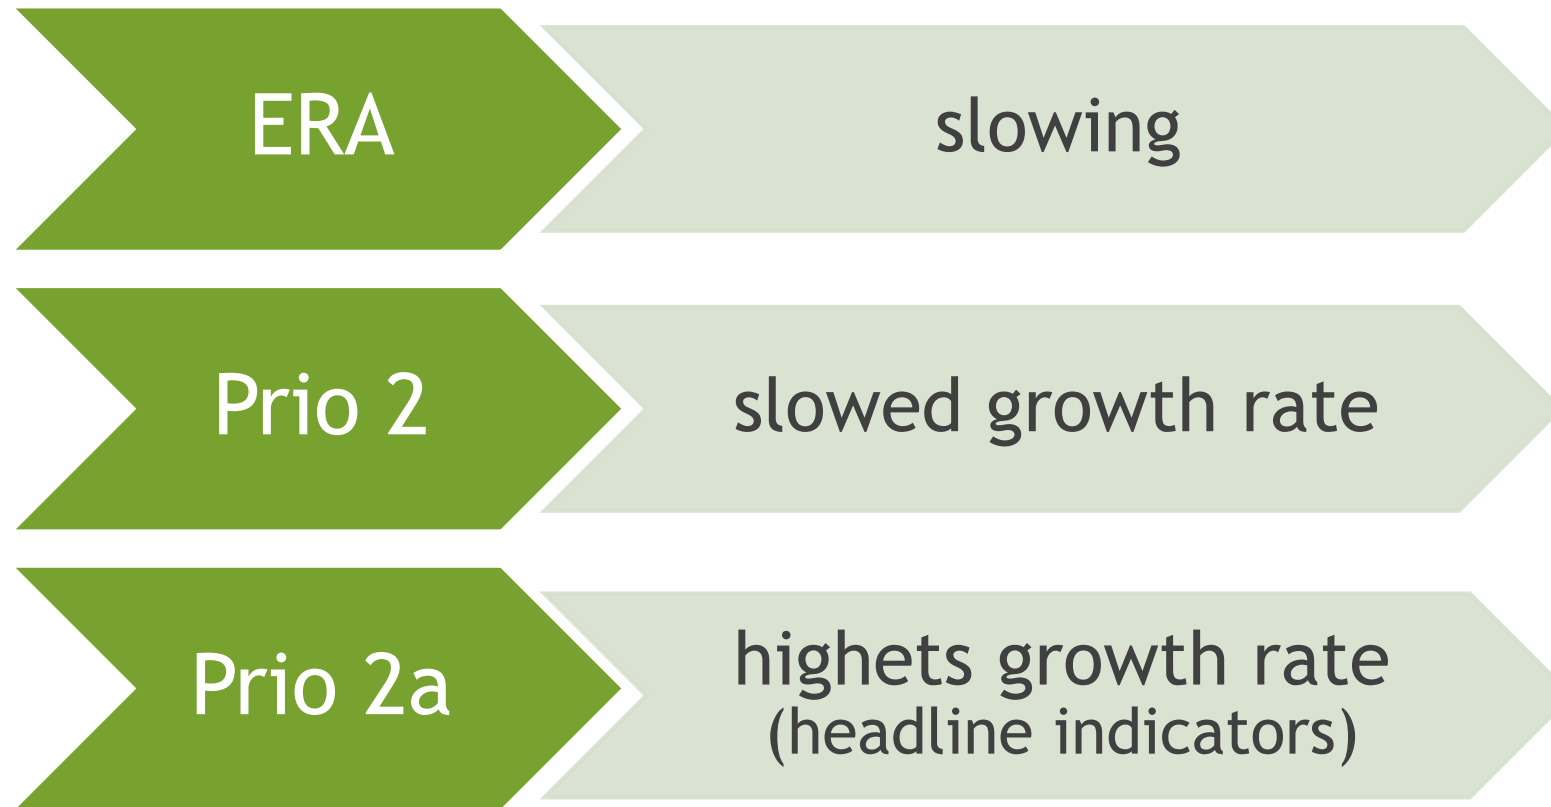 ERA
slowing
Prio 2
slowed growth rate
Prio 2a
highets growth rate
(headline indicators)